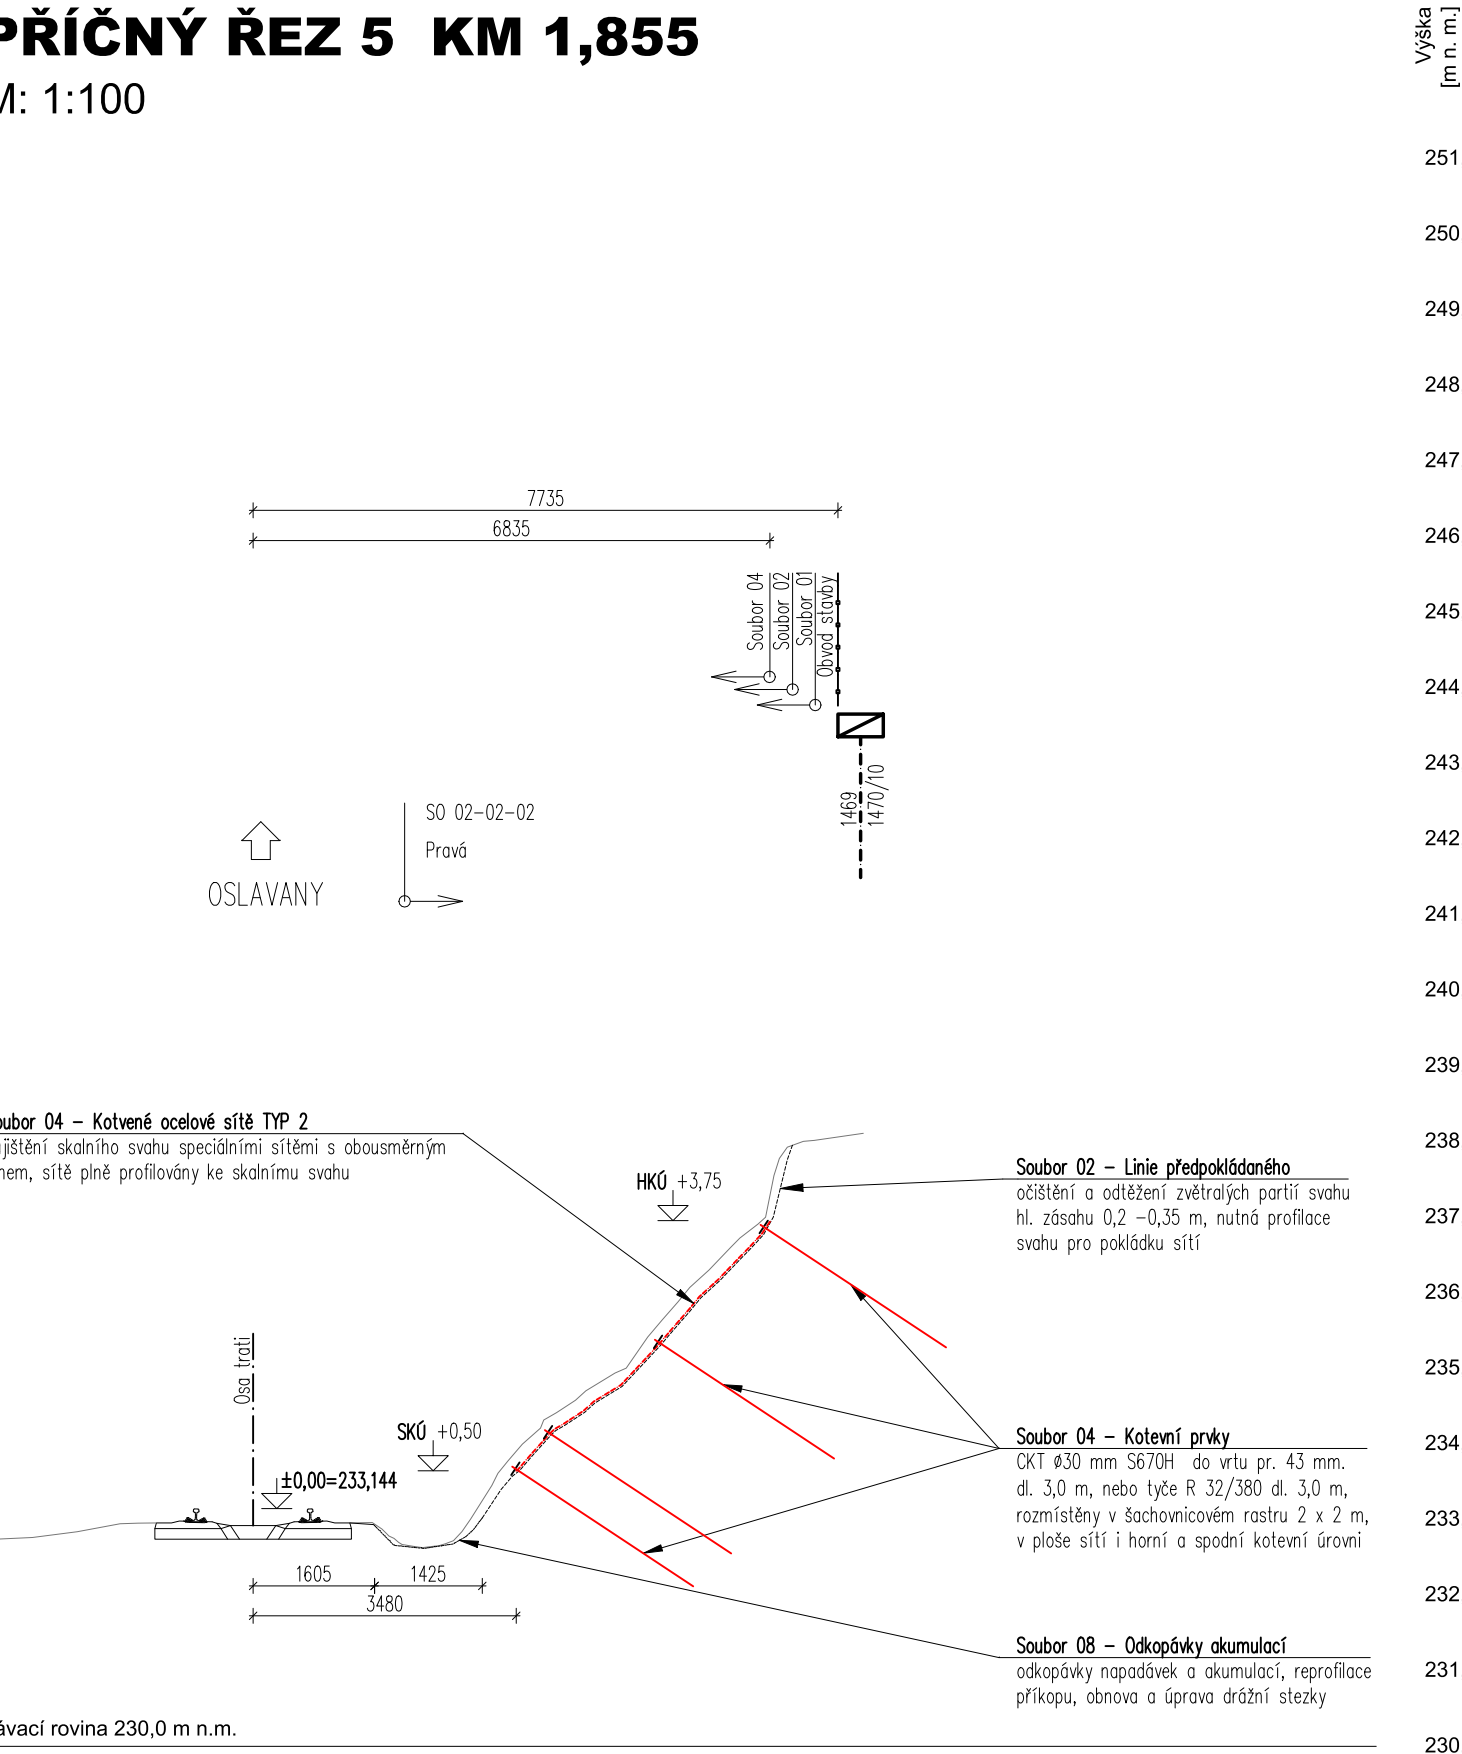 PŘÍČNÝ ŘEZ 5 KM 1,855
M: 1:100
Výška
[m n. m.]
251
250
249
248
247
246
245
244
243
242
241
240
239
238
237
236
235
234
233
232
231
230
7735
6835
Soubor 04
Soubor 02
Soubor 01
Obvod stavby
1469
1470/10
SO 02-02-02
Pravá
OSLAVANY
oubor 04 – Kotvené ocelové sítě TYP 2
jištění skalního svahu speciálními sítěmi s obousměrným
nem, sítě plně profilovány ke skalnímu svahu
HKÚ +3,75
Soubor 02 – Linie předpokládaného
očištění a odtěžení zvětralých partií svahu
hl. zásahu 0,2 -0,35 m, nutná profilace
svahu pro pokládku sítí
Osa trati
SKÚ +0,50
±0,00=233,144
Soubor 04 – Kotevní prvky
CKT ø30 mm S670H do vrtu pr. 43 mm.
dl. 3,0 m, nebo tyče R 32/380 dl. 3,0 m,
rozmístěny v šachovnicovém rastru 2 x 2 m,
v ploše sítí i horní a spodní kotevní úrovni
1605
1425
3480
Soubor 08 – Odkopávky akumulací
odkopávky napadávek a akumulací, reprofilace
příkopu, obnova a úprava drážní stezky
ávací rovina 230,0 m n.m.